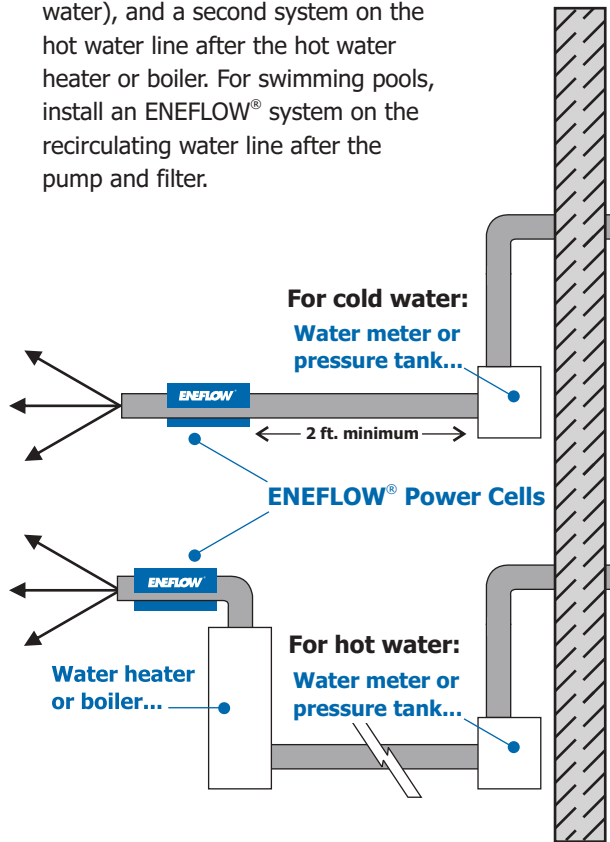 water), and a second system on the
hot water line after the hot water
heater or boiler. For swimming pools,
install an ENEFLOW® system on the
recirculating water line after the
pump and filter.
For cold water:
Water meter or
pressure tank...
ENEFLOW
2 ft. minimum
ENEFLOW® Power Cells
ENEFLOW
For hot water:
Water heater
or boiler...
Water meter or
pressure tank...